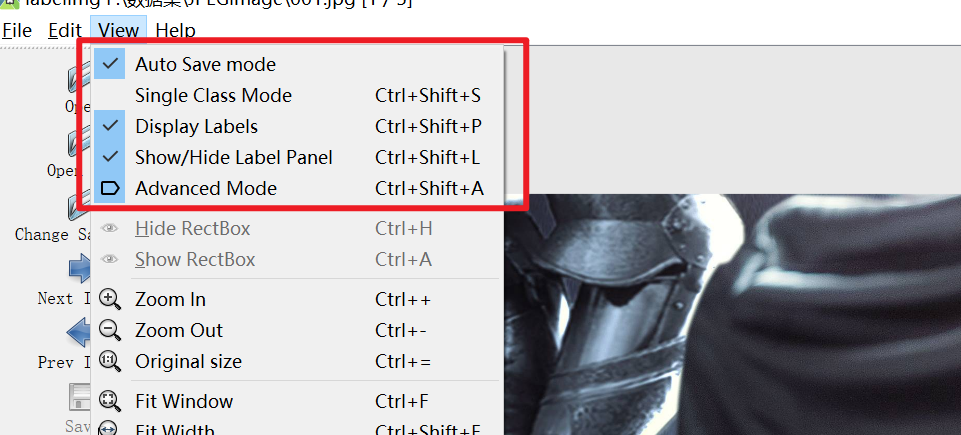 labelImg F:\数据集\JPEGImage\001.jpg [1 / 5]
File Edit View Help
Auto Save mode
Single Class Mode Ctrl+Shift+S
Display Labels Ctrl+Shift+P
Show/Hide Label Panel Ctrl+Shift+L
Advanced Mode Ctrl+Shift+A
Hide RectBox Ctrl+H
Show RectBox Ctrl+A
Zoom In Ctrl++
Zoom Out Ctrl+-
Original size Ctrl+=
Fit Window Ctrl+F
Fit Width Ctrl+Shift+F
Ope
Open
Change Sa
Next I
Prev I
Sav